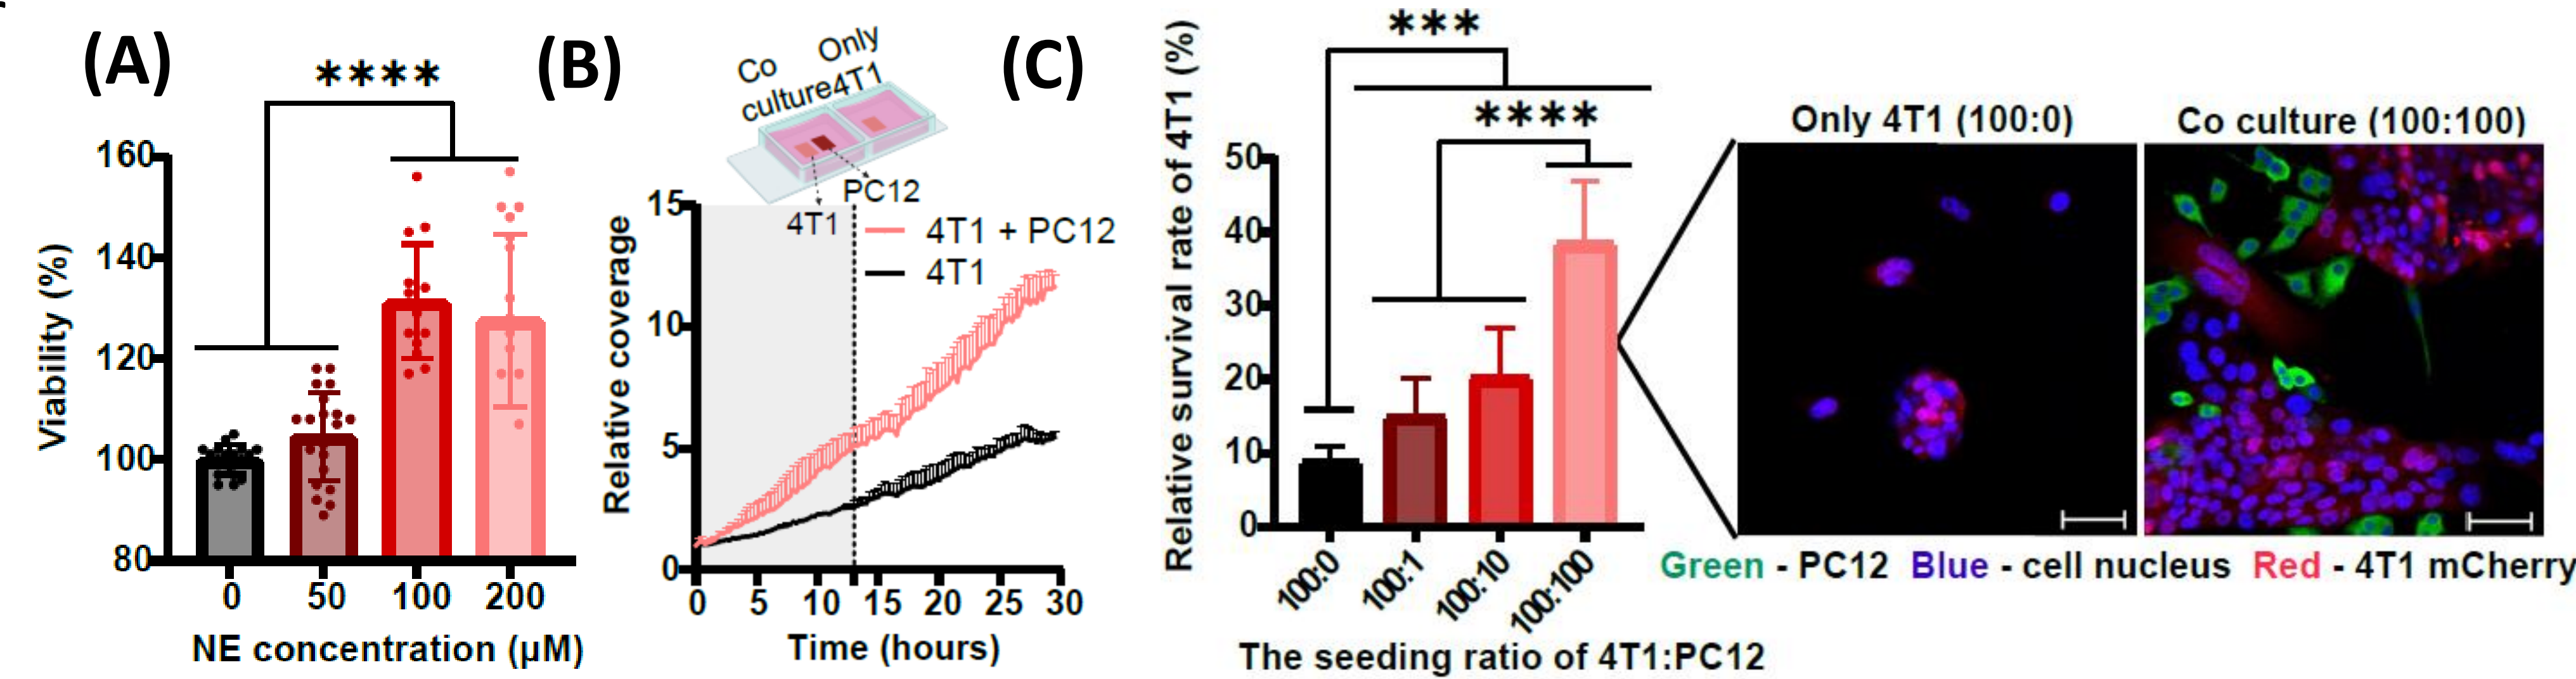 (A)
****
Viability (%)
160
140
120
100
80
0 50 100 200
NE concentration (µM)
(B)
Co culture
Only 4T1
4T1
PC12
4T1 + PC12
4T1
Relative coverage
15
10
5
0
0 5 10 15 20 25 30
Time (hours)
(C)
***
****
Relative survival rate of 4T1 (%)
50
40
30
20
10
0
100:0 100:1 100:10 100:100
The seeding ratio of 4T1:PC12
Only 4T1 (100:0)
Co culture (100:100)
Green - PC12 Blue - cell nucleus Red - 4T1 mCherry